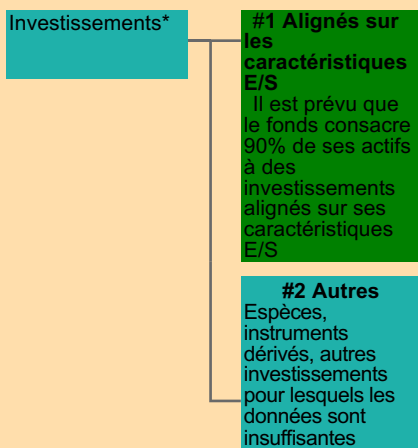 Investissements*
#1 Alignés sur
les
caractéristiques
E/S
Il est prévu que
le fonds consacre
90% de ses actifs
à des
investissements
alignés sur ses
caractéristiques
E/S
#2 Autres
Espèces,
instruments
dérivés, autres
investissements
pour lesquels les
données sont
insuffisantes